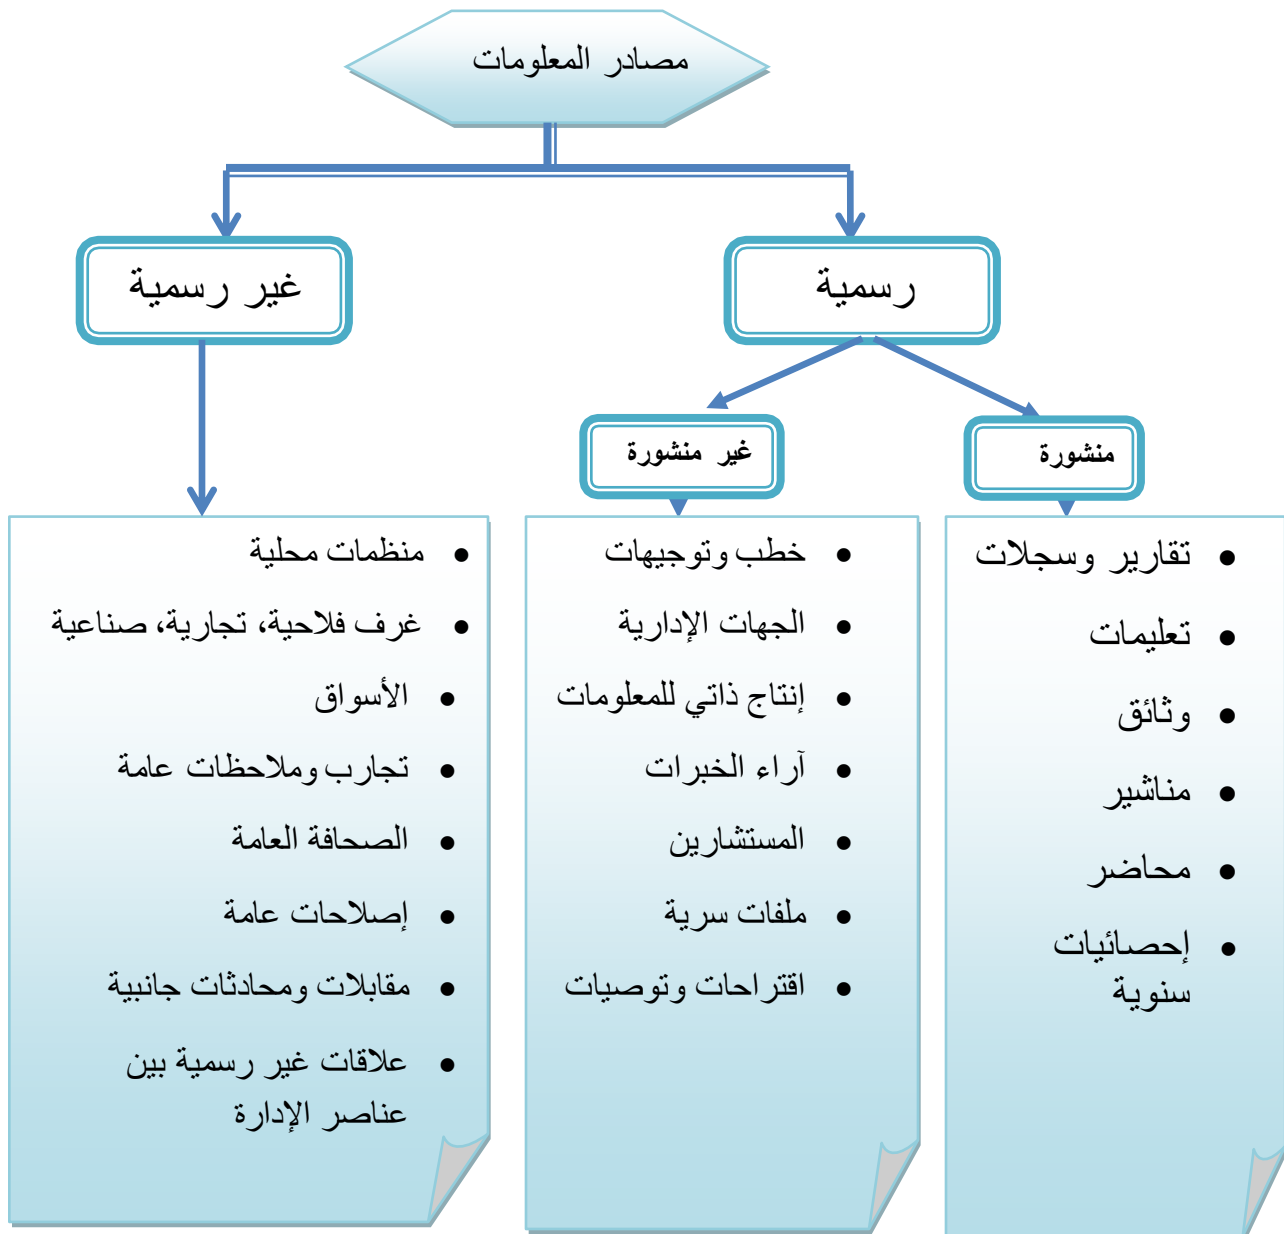 مصادر المعلومات
رسمية
غير رسمية
منشورة
غير منشورة
تقارير وسجلات
تعليمات
وثائق
مناشير
محاضر
إحصائيات
سنوية
خطب وتوجيهات
الجهات الإدارية
إنتاج ذاتي للمعلومات
آراء الخبرات
المستشارين
ملفات سرية
اقتراحات وتوصيات
منظمات محلية
غرف فلاحية، تجارية، صناعية
الأسواق
تجارب وملاحظات عامة
الصحافة العامة
إصلاحات عامة
مقابلات ومحادثات جانبية
علاقات غير رسمية بين
عناصر الإدارة